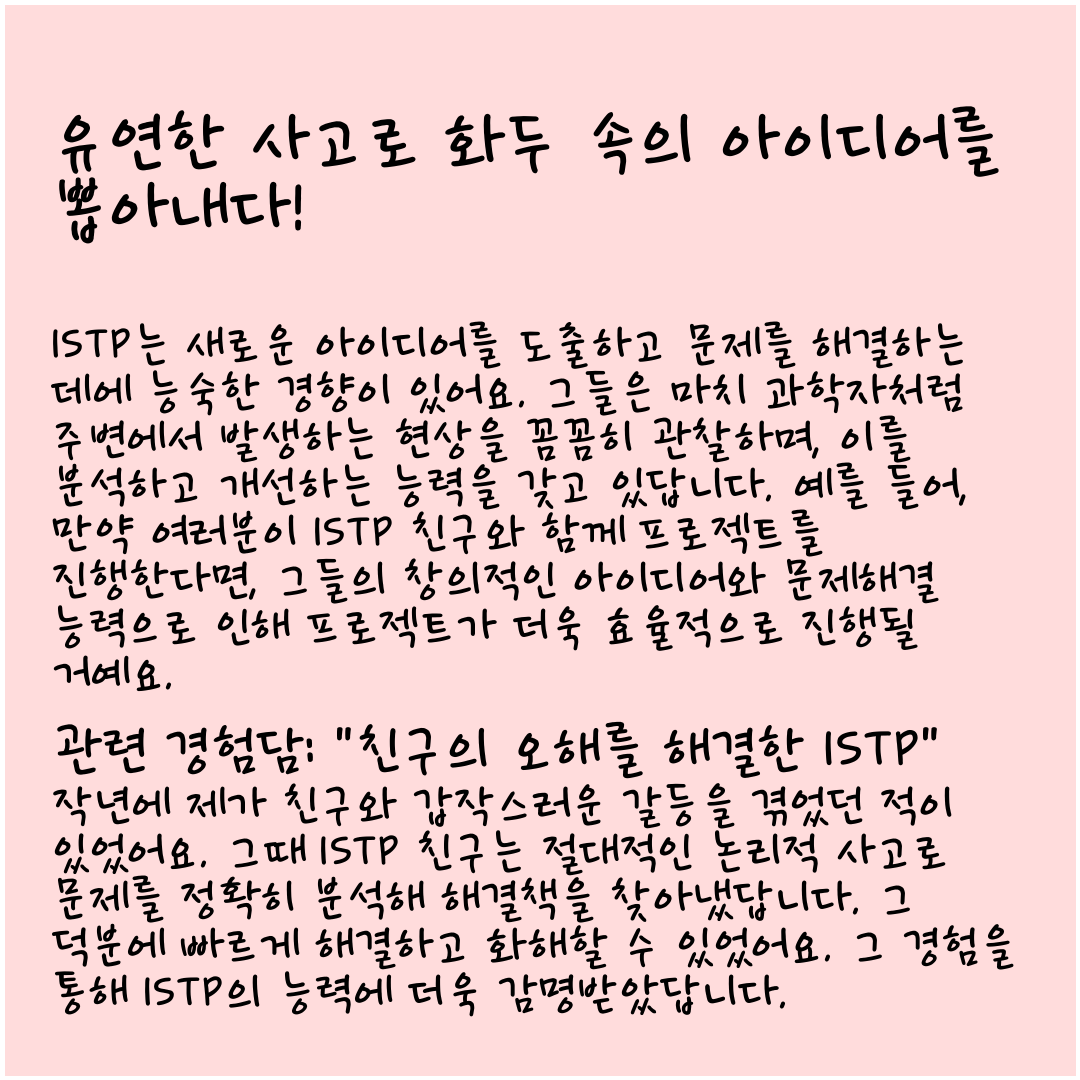 유연한 사고로 화두 속의 아이디어를
뽑아내다!
ISTP는 새로운 아이디어를 도출하고 문제를 해결하는
데에 능숙한 경향이 있어요. 그들은 마치 과학자처럼
주변에서 발생하는 현상을 꼼꼼히 관찰하며, 이를
분석하고 개선하는 능력을 갖고 있답니다. 예를 들어,
만약 여러분이 ISTP 친구와 함께 프로젝트를
진행한다면, 그들의 창의적인 아이디어와 문제해결
능력으로 인해 프로젝트가 더욱 효율적으로 진행될
거예요.
관련 경험담: "친구의 오해를 해결한 ISTP"
작년에 제가 친구와 갑작스러운 갈등을 겪었던 적이
있었어요. 그때 ISTP 친구는 절대적인 논리적 사고로
문제를 정확히 분석해 해결책을 찾아냈답니다. 그
덕분에 빠르게 해결하고 화해할 수 있었어요. 그 경험을
통해 ISTP의 능력에 더욱 감명받았답니다.